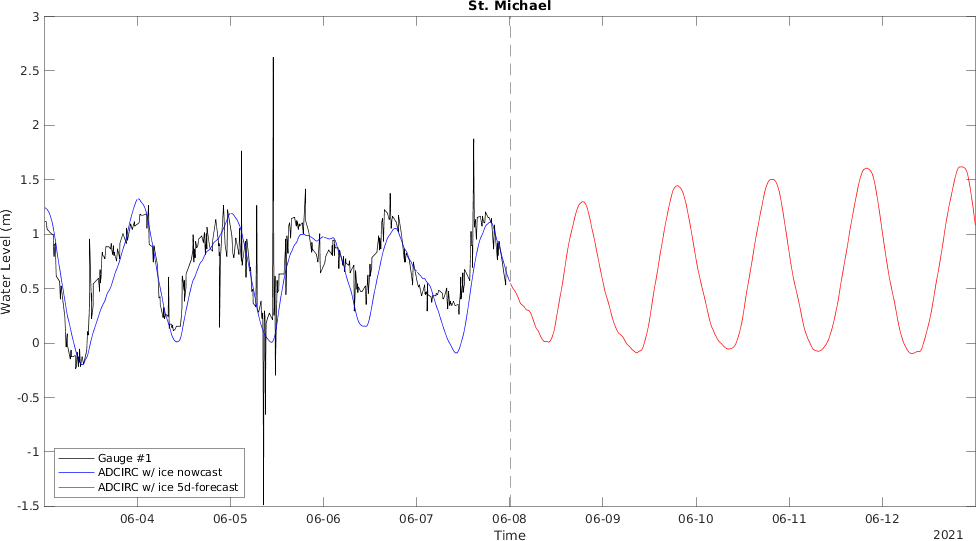 St. Michael
3
2.5
2
1.5
1
0.5
0
-0.5
-1
-1.5
Water Level (m)
Gauge #1
ADCIRC w/ ice nowcast
ADCIRC w/ ice 5d-forecast
06-04 06-05 06-06 06-07 06-08 06-09 06-10 06-11 06-12
Time
2021